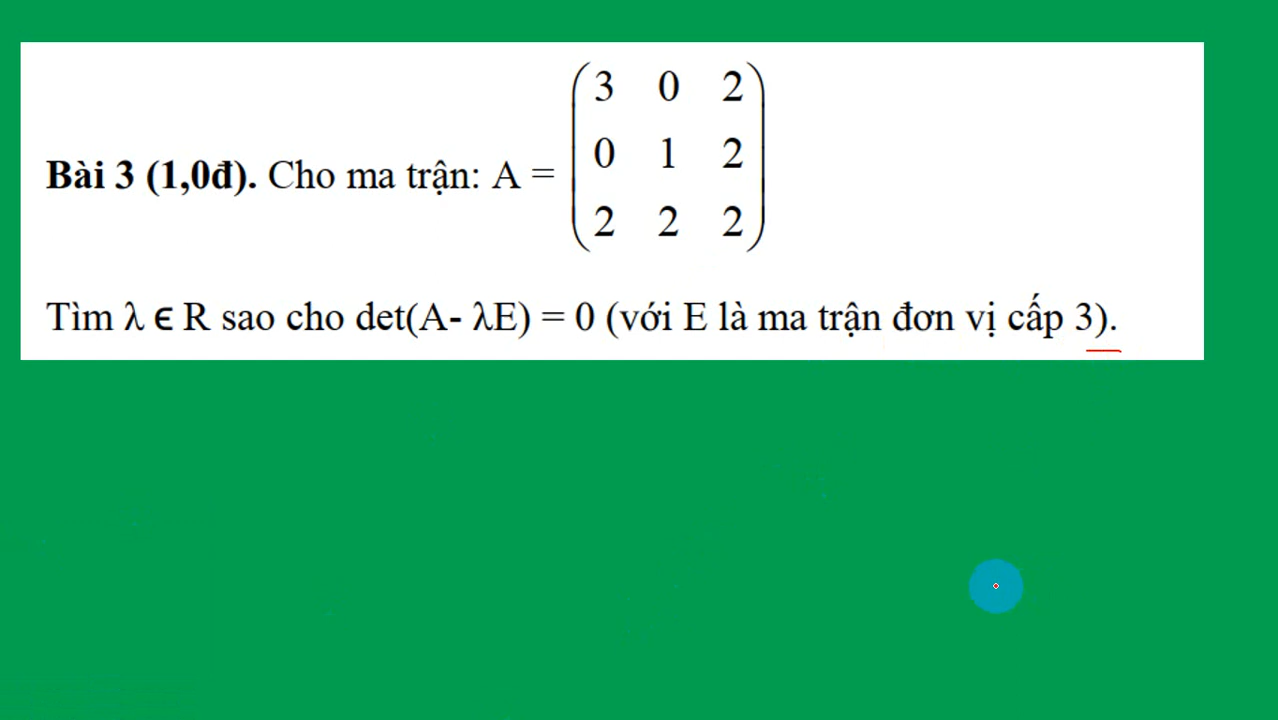 Bài 3 (1,0đ). Cho ma trận: A = 
3 0 2
0 1 2
2 2 2
Tìm λ ϵ R sao cho det(A- λE) = 0 (với E là ma trận đơn vị cấp 3).